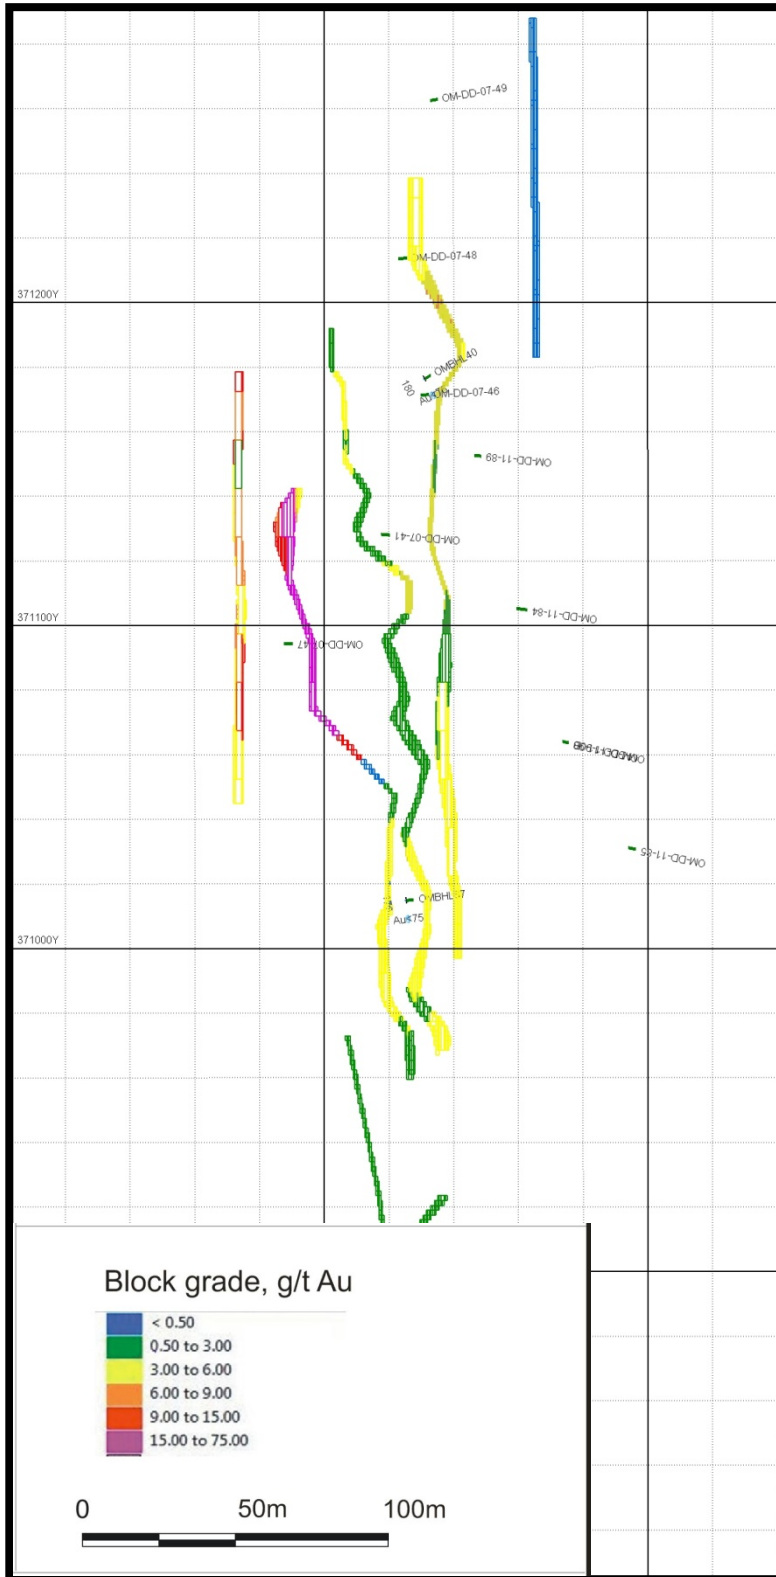 OM-DD-07-49
OM-DD-07-48
371200Y
OMBHL40
180
OM-DD-07-46
OM-DD-11-89
OM-DD-07-41
OM-DD-11-84
371100Y
OM-DD-07-47
OM-DD-11-85
Au
371000Y
Block grade, g/t Au
< 0.50
0.50 to 3.00
3.00 to 6.00
6.00 to 9.00
9.00 to 15.00
15.00 to 75.00
0 50m 100m